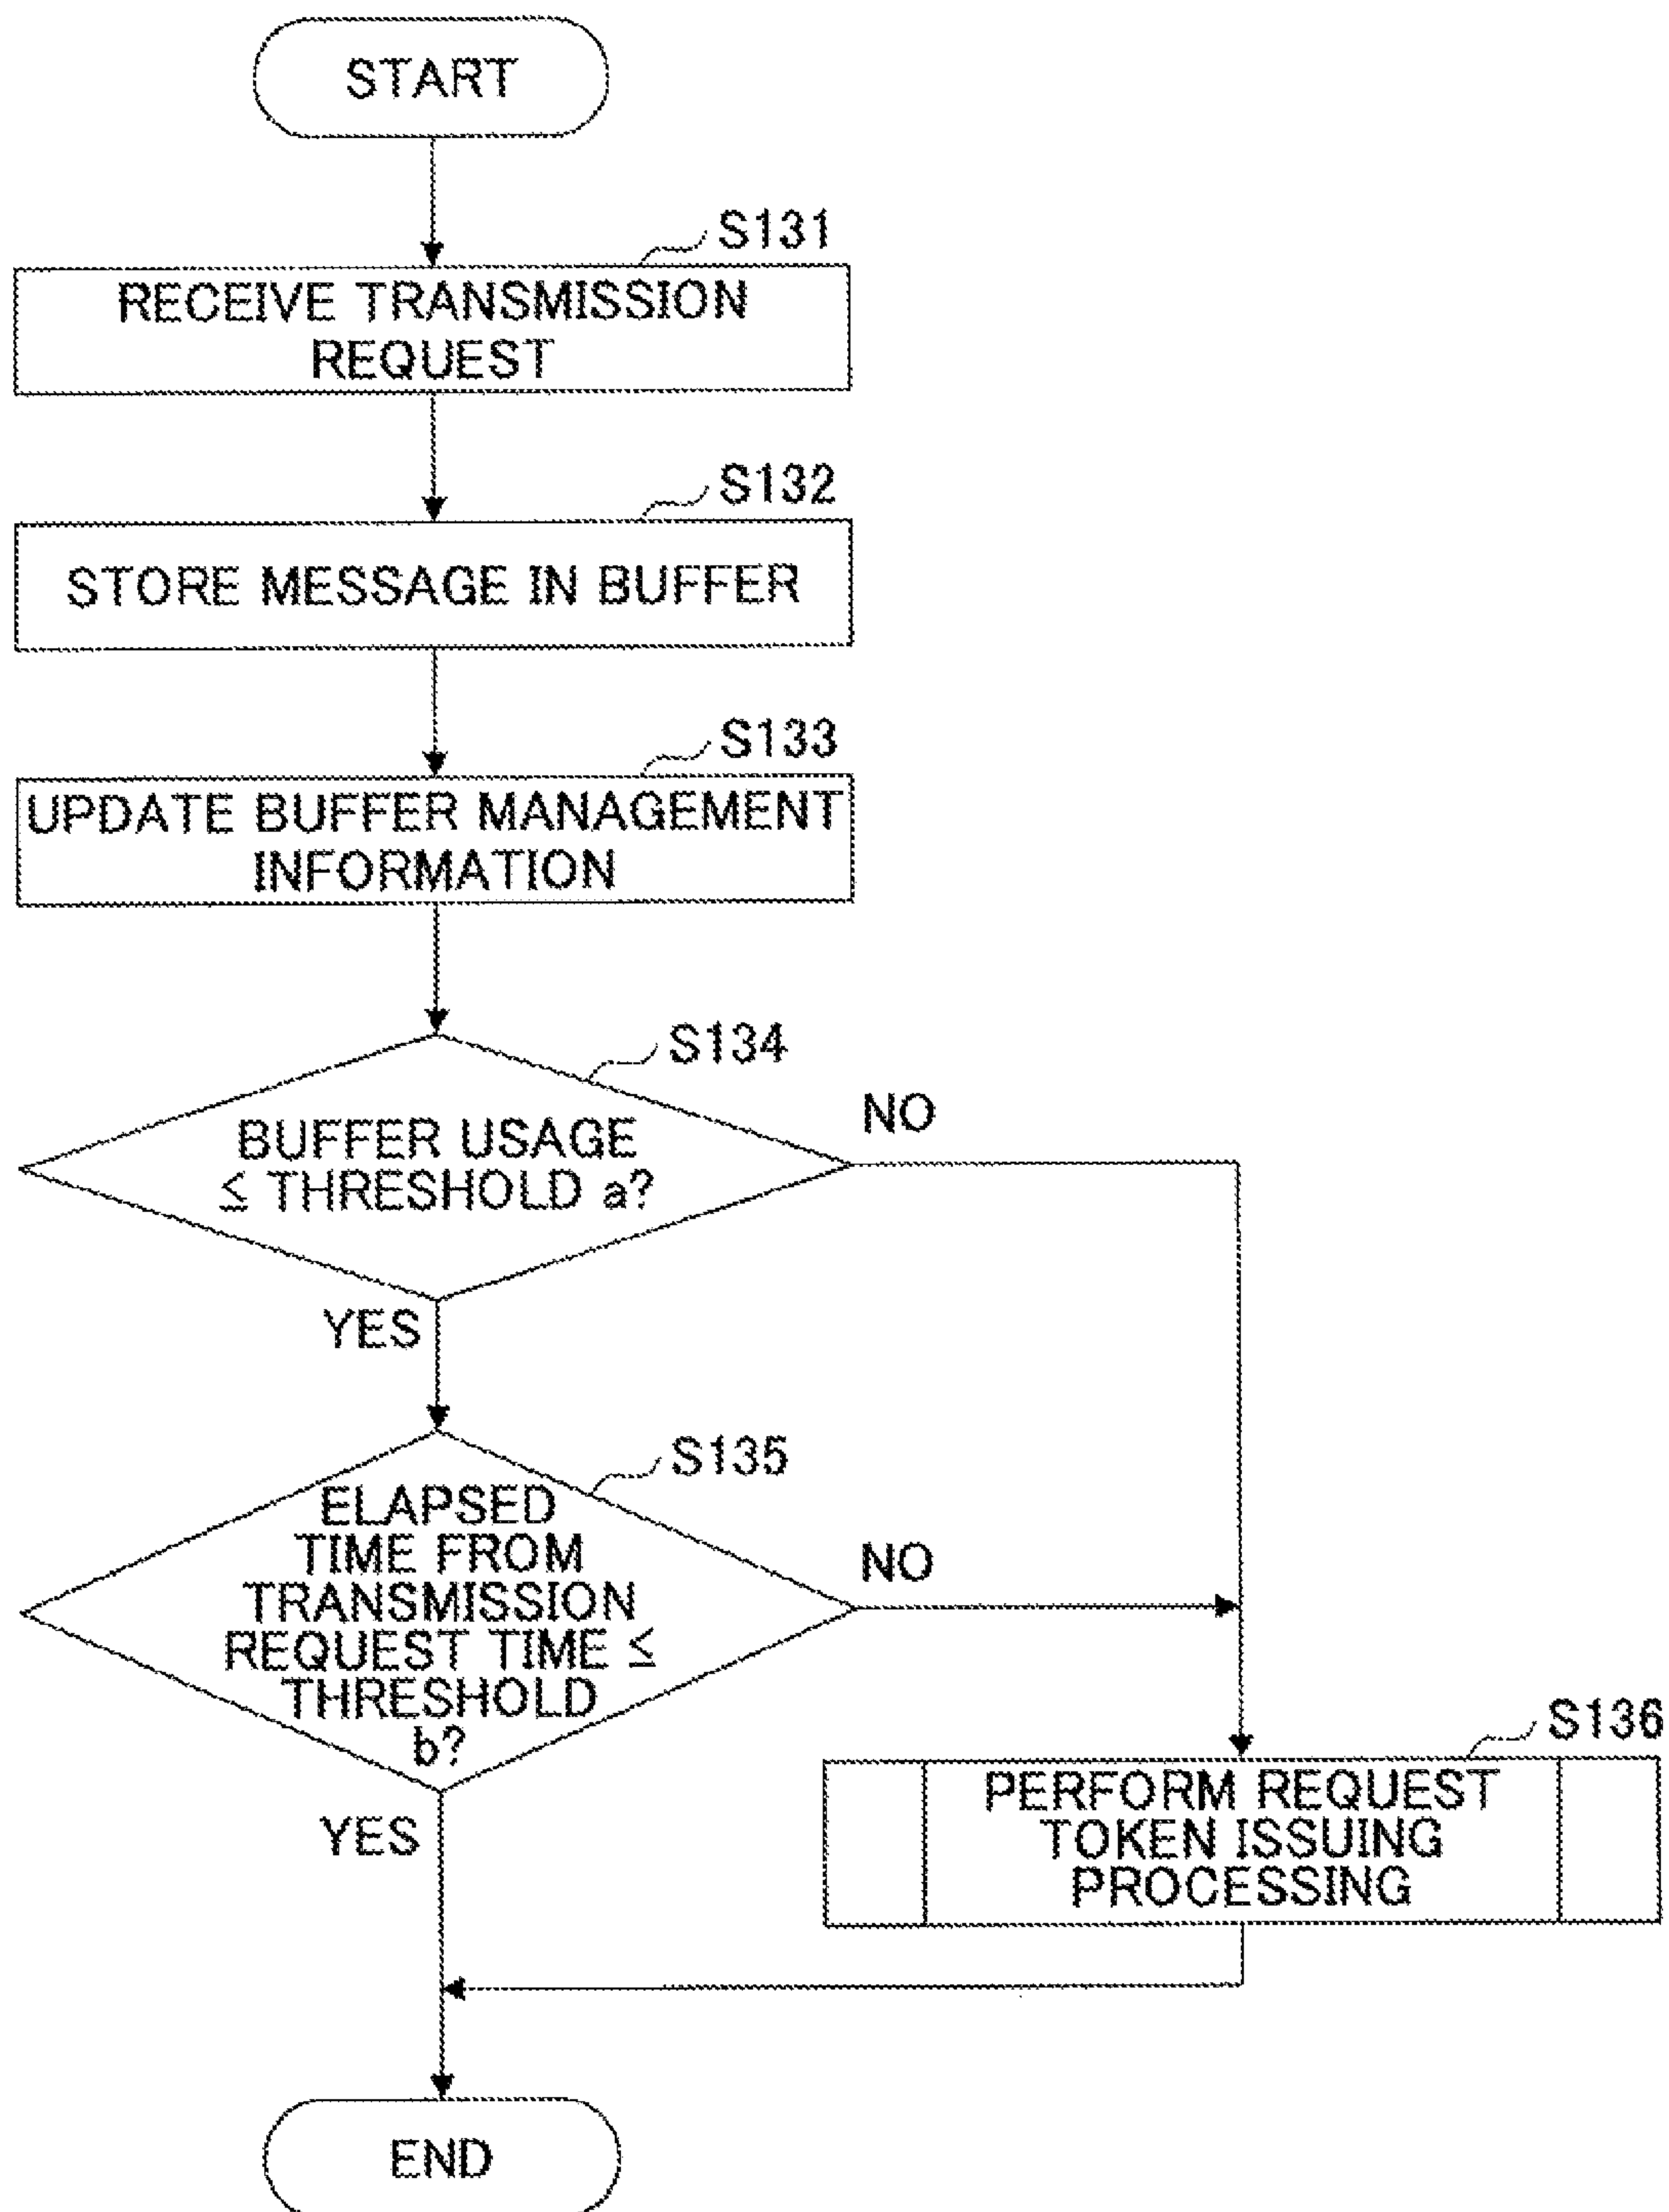 START
S131
RECEIVE TRANSMISSION
REQUEST
S132
STORE MESSAGE IN BUFFER
S133
UPDATE BUFFER MANAGEMENT
INFORMATION
S134
BUFFER USAGE
≦ THRESHOLD a?
NO
YES
S135
ELAPSED
TIME FROM
TRANSMISSION
REQUEST TIME ≦
THRESHOLD
b?
NO
YES
S136
PERFORM REQUEST
TOKEN ISSUING
PROCESSING
END